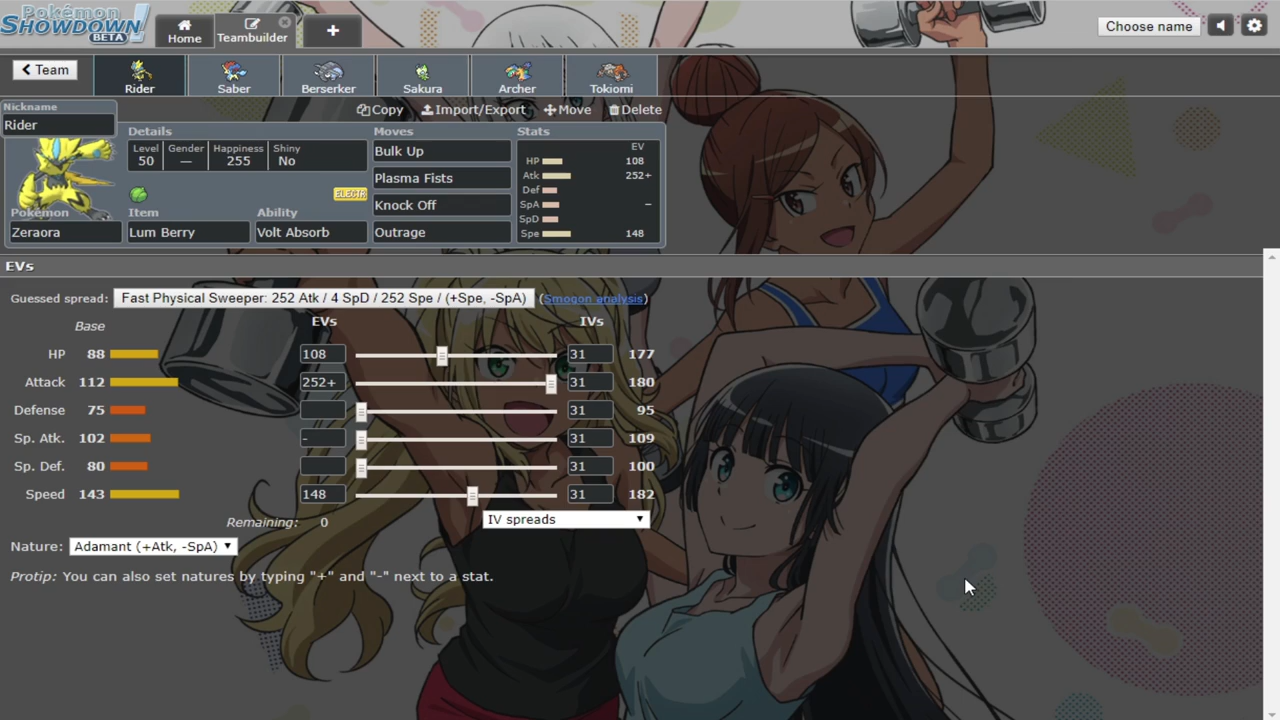 Pokémon
SHOWDOWN!
BETA
Home
Teambuilder
+
Choose name
< Team
Rider
Saber
Berserker
Sakura
Archer
Tokiomi
Nickname
Rider
Copy
Import/Export
Move
Delete
Details
Level
50
Gender
—
Happiness
255
Shiny
No
Moves
Bulk Up
Plasma Fists
Knock Off
Outrage
Stats
EV
HP 108
Atk 252+
Def
SpA –
SpD
Spe 148
Pokémon
Zeraora
Item
Lum Berry
Ability
Volt Absorb
EVs
Guessed spread: Fast Physical Sweeper: 252 Atk / 4 SpD / 252 Spe / (+Spe, -SpA) (Smogon analysis)
Base EVs IVs
HP 88 108 31 177
Attack 112 252+ 31 180
Defense 75 31 95
Sp. Atk. 102 - 31 109
Sp. Def. 80 31 100
Speed 143 148 31 182
Remaining: 0 IV spreads
Nature: Adamant (+Atk, -SpA)
Protip: You can also set natures by typing "+" and "-" next to a stat.